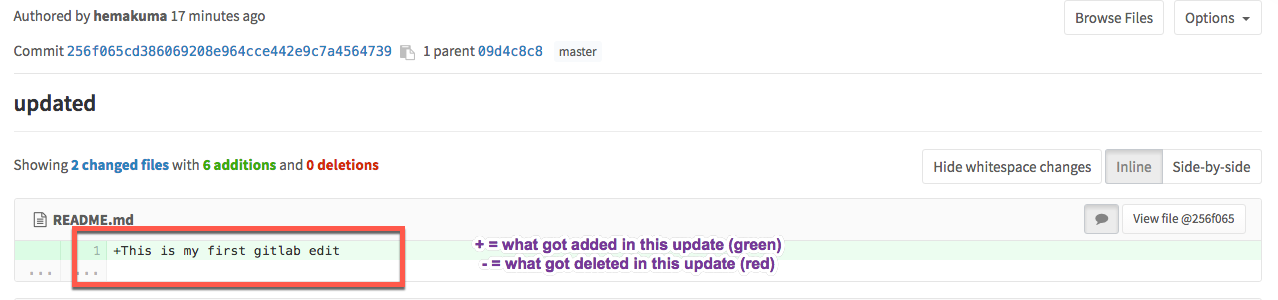 Authored by hemakuma 17 minutes ago
Browse Files
Options
Commit 256f065cd386069208e964cce442e9c7a4564739 1 parent 09d4c8c8 master
updated
Showing 2 changed files with 6 additions and 0 deletions
Hide whitespace changes
Inline
Side-by-side
README.md
View file @256f065
1 +This is my first gitlab edit
... ...
+ = what got added in this update (green)
- = what got deleted in this update (red)